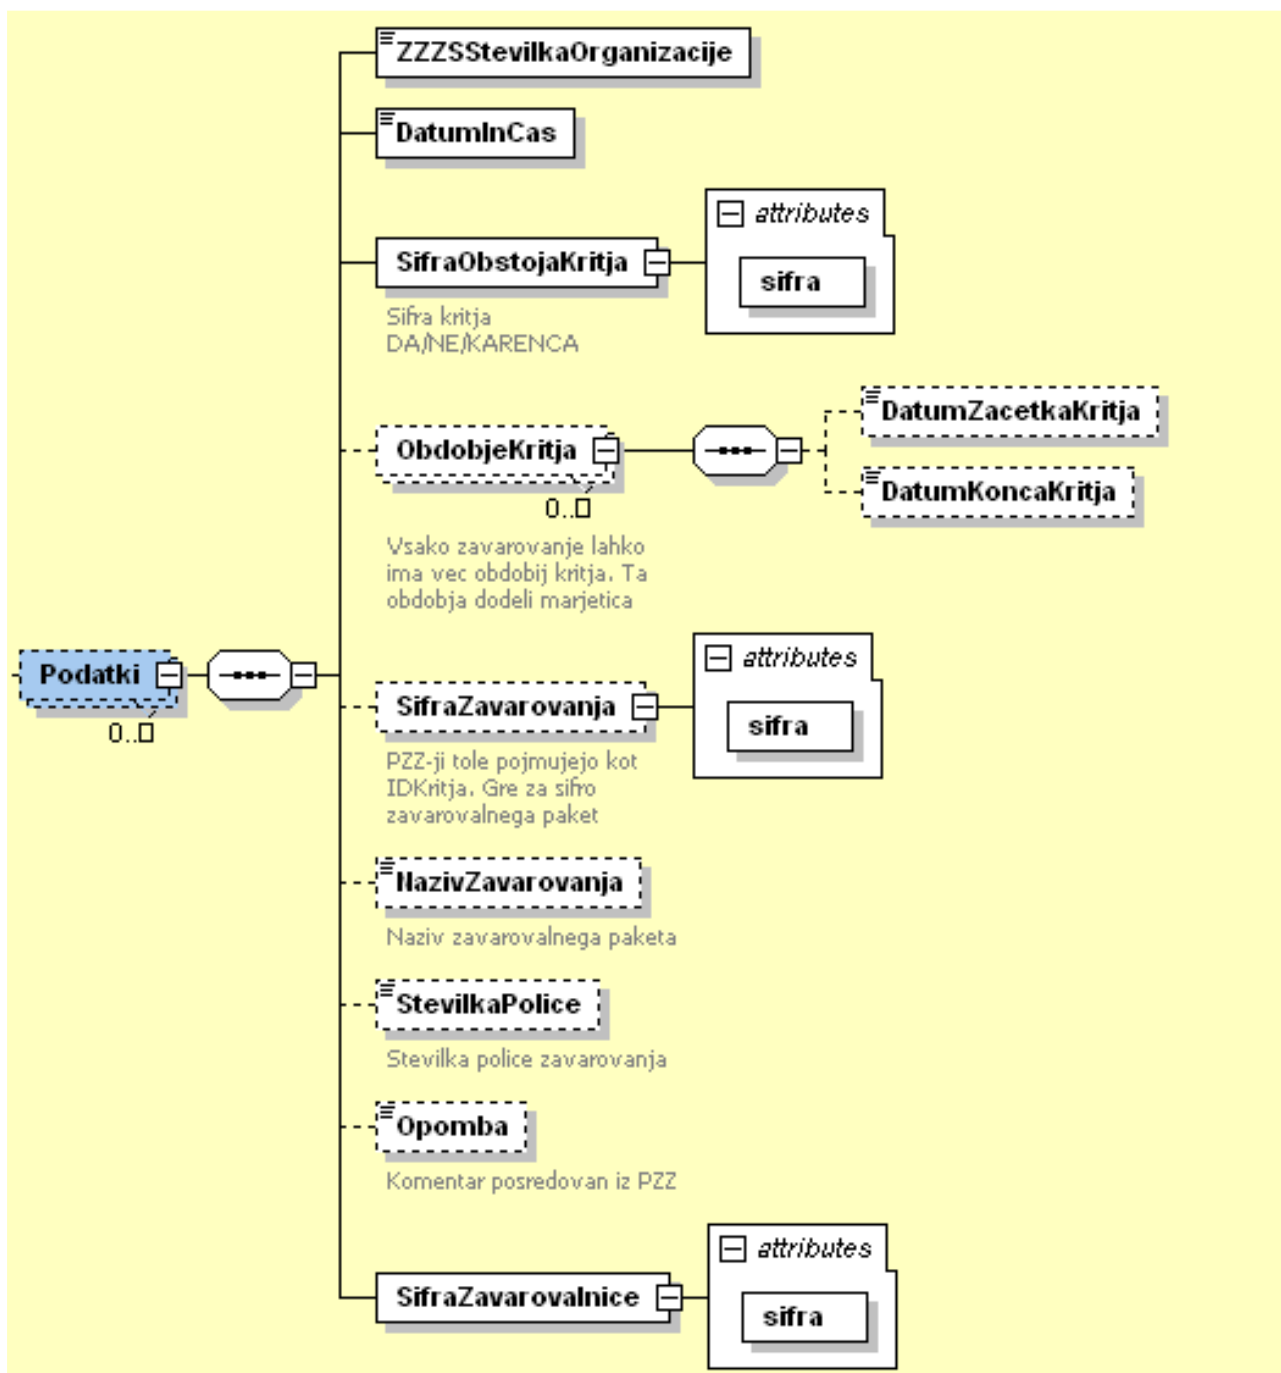 ZZZSStevilkaOrganizacije
DatumInCas
attributes
SifraObstojaKritja
sifra
Sifra kritja
DA/NE/KARENCA
DatumZacetkaKritja
ObdobjeKritja
DatumKoncaKritja
0..
Vsako zavarovanje lahko
ima vec obdobij kritja. Ta
obdobja dodeli marjetica
Podatki
0..
attributes
SifraZavarovanja
sifra
PZZ-ji tole pojmujejo kot
IDKritja. Gre za sifro
zavarovalnega paket
NazivZavarovanja
Naziv zavarovalnega paketa
StevilkaPolice
Stevilka police zavarovanja
Opomba
Komentar posredovan iz PZZ
attributes
SifraZavarovalnice
sifra